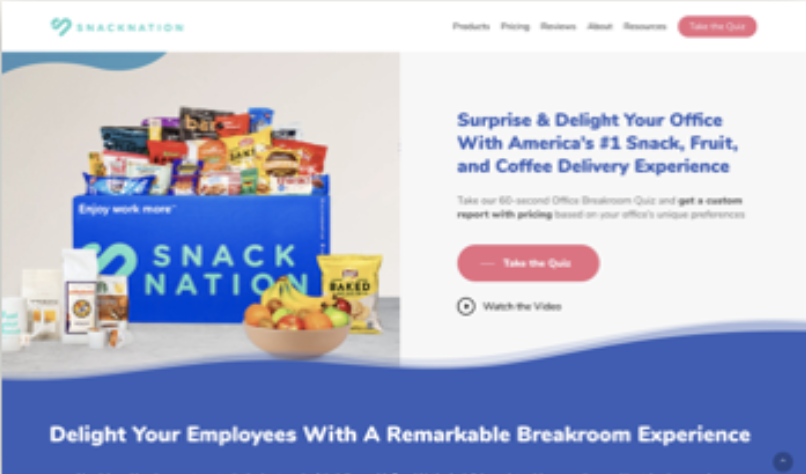 SNACKNATION
Products Pricing Reviews About Resources Take the Quiz
Enjoy work more™
SNACK
NATION
BAKED
BAKED
Surprise & Delight Your Office
With America's #1 Snack, Fruit,
and Coffee Delivery Experience
Take our 60-second Office Breakroom Quiz and get a custom
report with pricing based on your office's unique preferences
Take the Quiz
Watch the Video
Delight Your Employees With A Remarkable Breakroom Experience